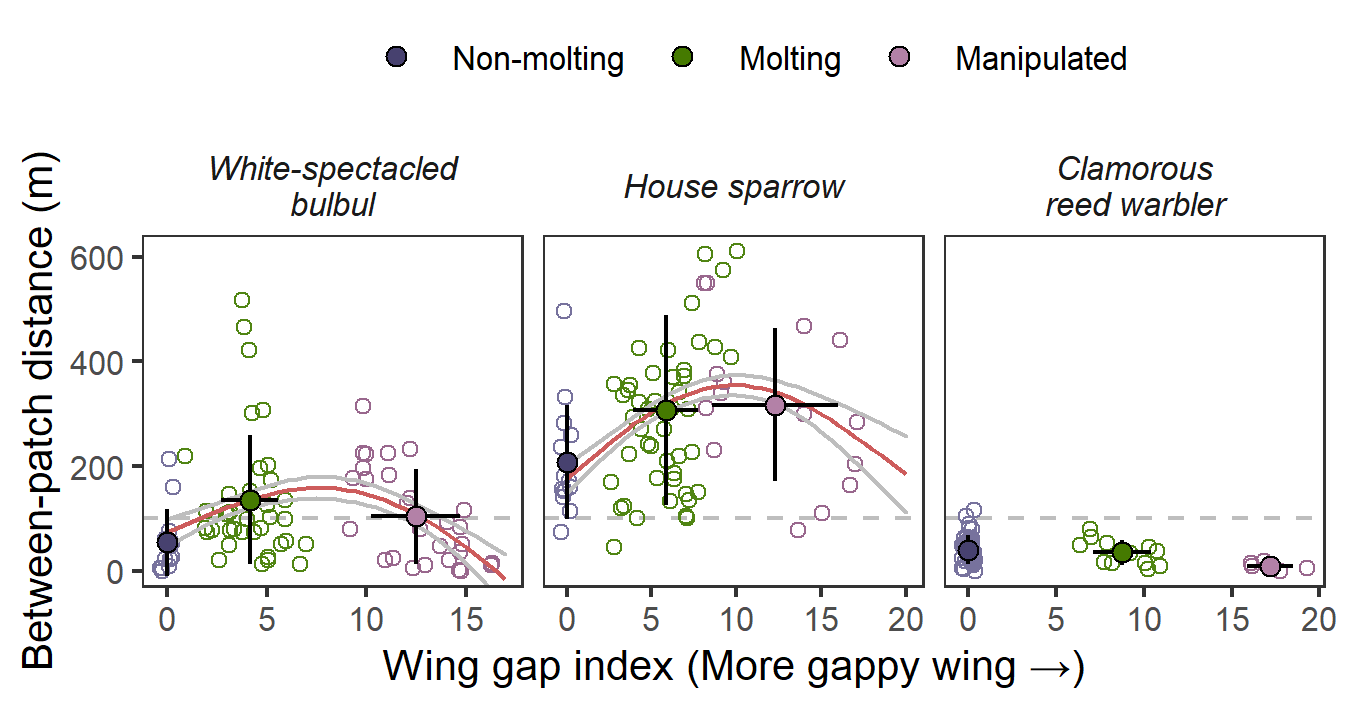 Non-molting Molting Manipulated
White-spectacled
bulbul
House sparrow
Clamorous
reed warbler
Between-patch distance (m)
600
400
200
0
0 5 10 15
0 5 10 15 20
0 5 10 15 20
Wing gap index (More gappy wing →)